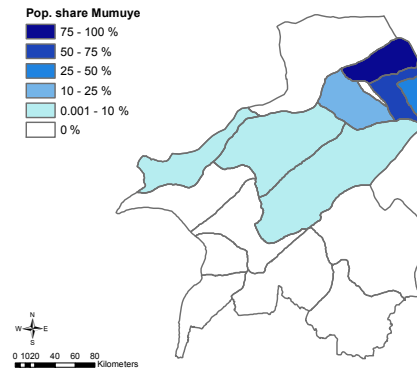 Pop. share Mumuye
75 - 100 %
50 - 75 %
25 - 50 %
10 - 25 %
0.001 - 10 %
0 %
N
W E
S
0 1020 40 60 80
Kilometers